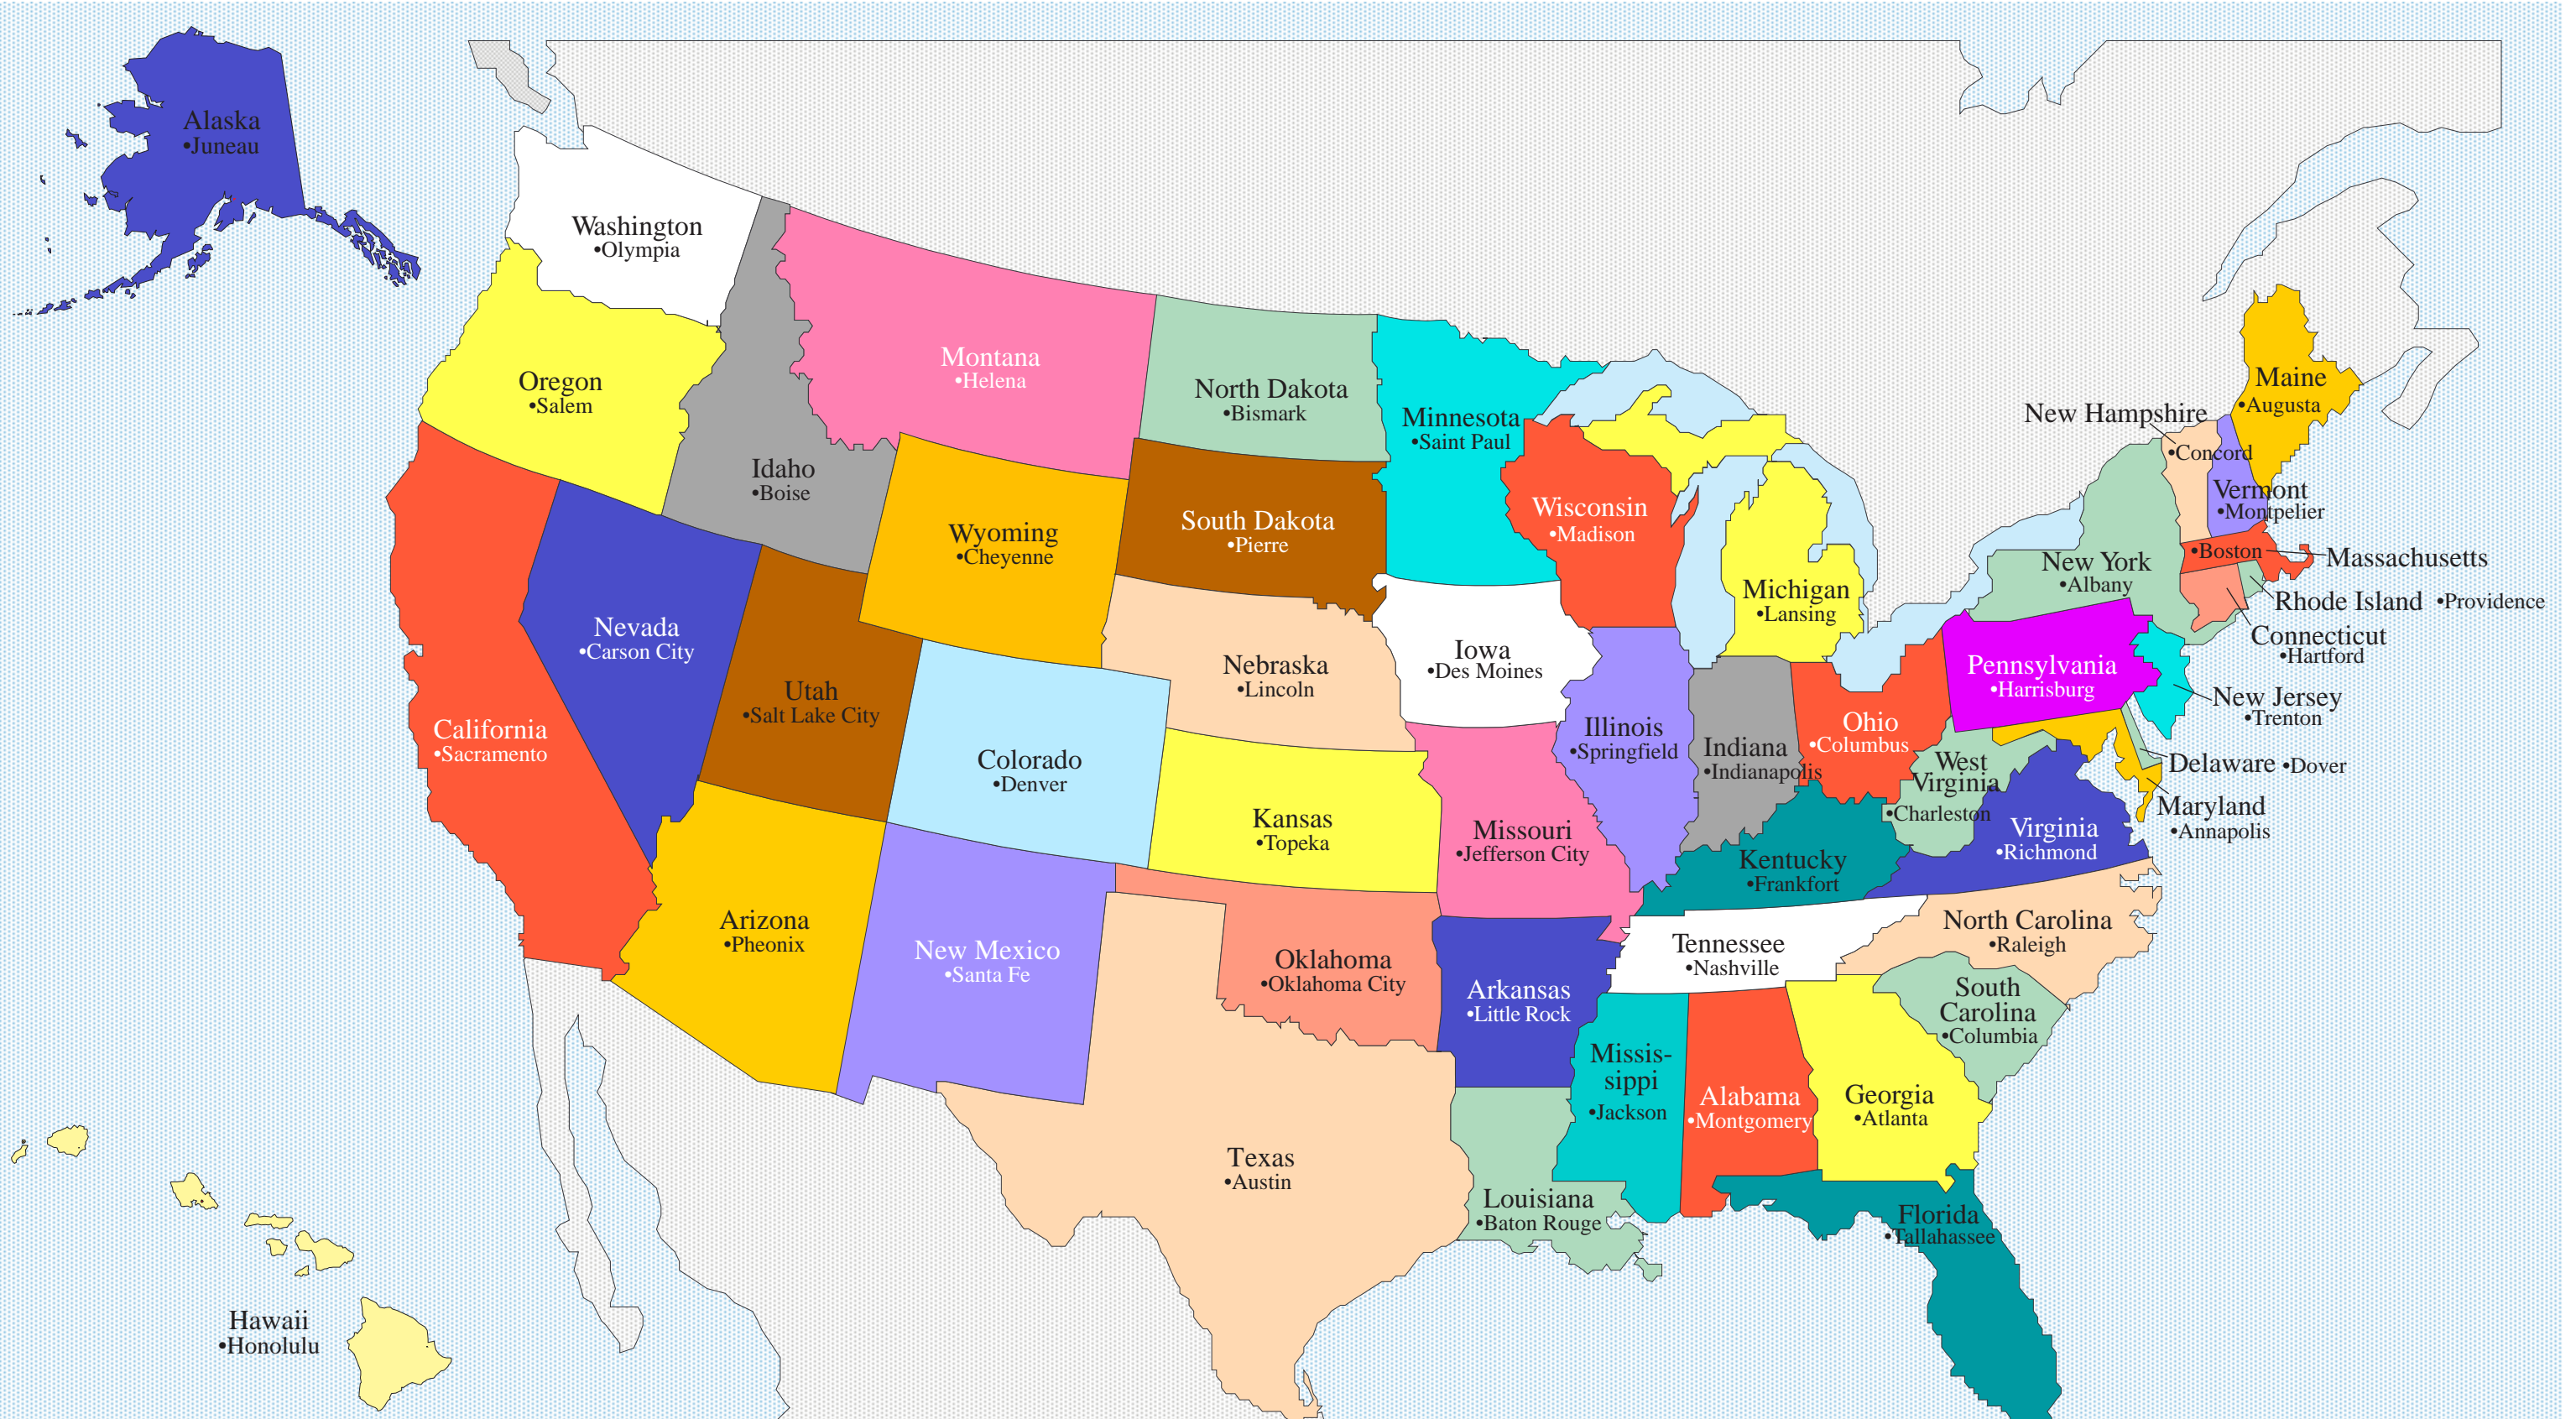 Alaska
•Juneau
Washington
•Olympia
Oregon
•Salem
Idaho
•Boise
Montana
•Helena
North Dakota
•Bismark
Minnesota
•Saint Paul
South Dakota
•Pierre
Wyoming
•Cheyenne
Wisconsin
•Madison
Michigan
•Lansing
Maine
•Augusta
New Hampshire
•Concord
Vermont
•Montpelier
New York
•Albany
•Boston
Massachusetts
Rhode Island •Providence
Connecticut
•Hartford
Pennsylvania
•Harrisburg
New Jersey
•Trenton
Delaware •Dover
Maryland
•Annapolis
California
•Sacramento
Nevada
•Carson City
Utah
•Salt Lake City
Colorado
•Denver
Nebraska
•Lincoln
Iowa
•Des Moines
Illinois
•Springfield
Indiana
•Indianapolis
Ohio
•Columbus
West
Virginia
•Charleston
Virginia
•Richmond
Kansas
•Topeka
Missouri
•Jefferson City
Kentucky
•Frankfort
Arizona
•Pheonix
New Mexico
•Santa Fe
Oklahoma
•Oklahoma City
Arkansas
•Little Rock
Tennessee
•Nashville
North Carolina
•Raleigh
South
Carolina
•Columbia
Missis-
sippi
•Jackson
Alabama
•Montgomery
Georgia
•Atlanta
Texas
•Austin
Louisiana
•Baton Rouge
Florida
•Tallahassee
Hawaii
•Honolulu